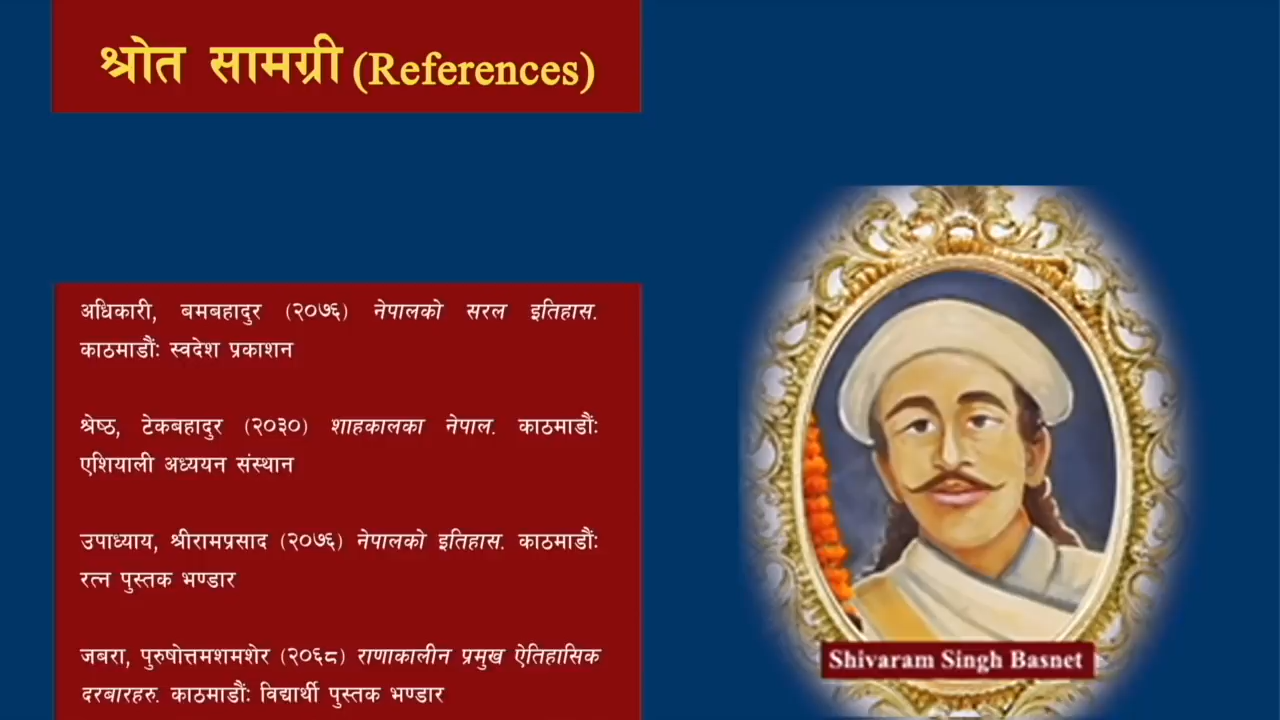 श्रोत सामग्री (References)
अधिकारी, बमबहादुर (२०७६) नेपालको सरल इतिहास.
काठमाडौंः स्वदेश प्रकाशन
श्रेष्ठ, टेकबहादुर (२०३०) शाहकालका नेपाल. काठमाडौंः
एशियाली अध्ययन संस्थान
उपाध्याय, श्रीरामप्रसाद (२०७६) नेपालको इतिहास. काठमाडौंः
रत्न पुस्तक भण्डार
जबरा, पुरुषोत्तमशमशेर (२०६८) राणाकालीन प्रमुख ऐतिहासिक
दरबारहरु. काठमाडौंः विद्यार्थी पुस्तक भण्डार
Shivaram Singh Basnet